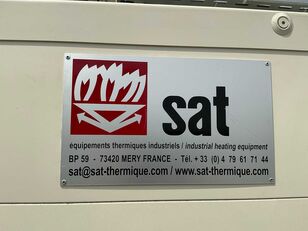 sat
équipements thermiques industriels / industrial heating equipment
BP 59 - 73420 MERY FRANCE - Tél. + 33 (0) 4 79 61 71 44
sat@sat-thermique.com / www.sat-thermique.com